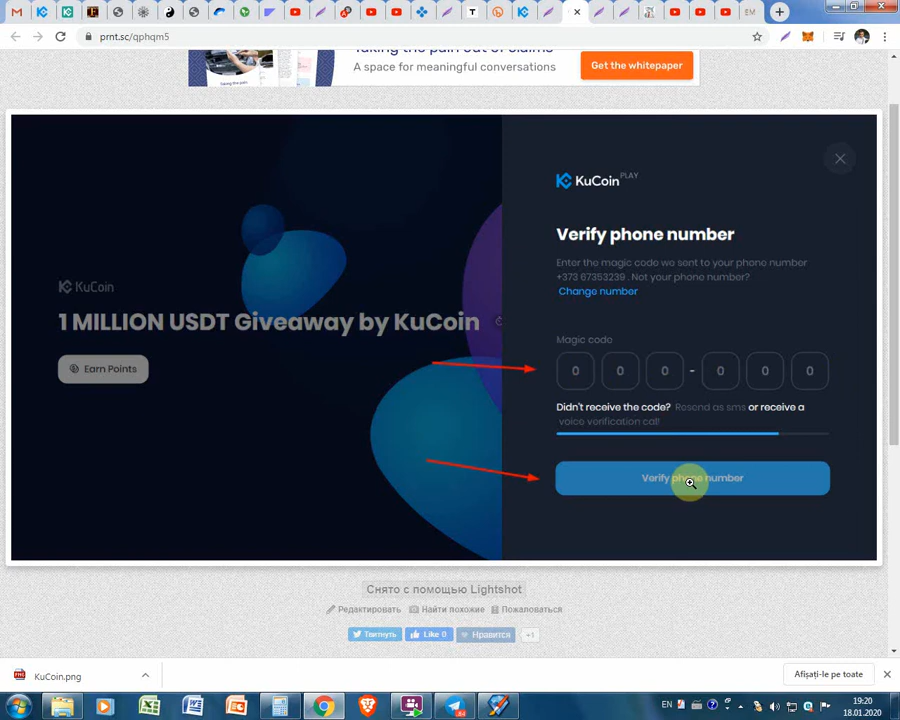 prnt.sc/qphqm5
Taking the pain out of claims
A space for meaningful conversations
Get the whitepaper
KuCoin PLAY
Verify phone number
Enter the magic code we sent to your phone number
+373 67353239 . Not your phone number?
Change number
KuCoin
1 MILLION USDT Giveaway by KuCoin
Earn Points
Magic code
0 0 0 - 0 0 0
Didn't receive the code? Resend as sms or receive a
voice verification call!
Verify phone number
Снято с помощью Lightshot
Редактировать Найти похожие Пожаловаться
Твитнуть Like 0 Нравится +1
KuCoin.png
Afișați-le pe toate
EN
19:20
18.01.2020